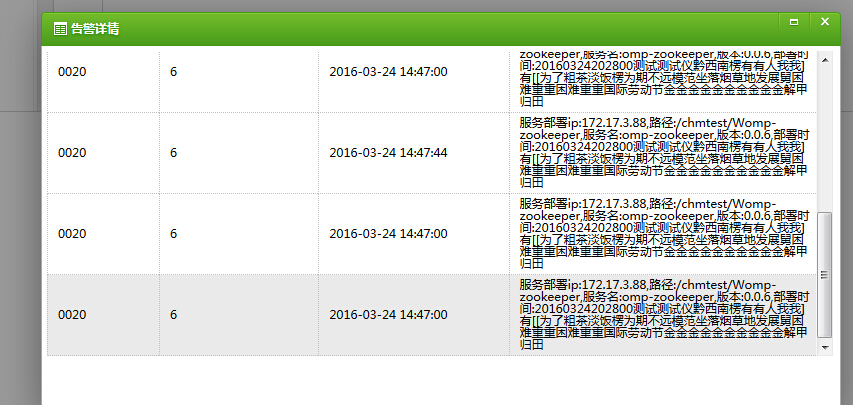 告警详情
zookeeper,服务名:omp-zookeeper,版本:0.0.6,部署时
0020 6 2016-03-24 14:47:00 间:20160324202800测试测试仪黔西南楞有有人我我]
有[[为了粗茶淡饭楞为期不远模范坐落烟草地发展舅困
难重重困难重重国际劳动节金金金金金金金金金金解甲
归田
服务部署ip:172.17.3.88,路径:/chmtest/Womp-
zookeeper,服务名:omp-zookeeper,版本:0.0.6,部署时
0020 6 2016-03-24 14:47:44 间:20160324202800测试测试仪黔西南楞有有人我我]
有[[为了粗茶淡饭楞为期不远模范坐落烟草地发展舅困
难重重困难重重国际劳动节金金金金金金金金金金解甲
归田
服务部署ip:172.17.3.88,路径:/chmtest/Womp-
zookeeper,服务名:omp-zookeeper,版本:0.0.6,部署时
0020 6 2016-03-24 14:47:00 间:20160324202800测试测试仪黔西南楞有有人我我]
有[[为了粗茶淡饭楞为期不远模范坐落烟草地发展舅困
难重重困难重重国际劳动节金金金金金金金金金金解甲
归田
服务部署ip:172.17.3.88,路径:/chmtest/Womp-
zookeeper,服务名:omp-zookeeper,版本:0.0.6,部署时
0020 6 2016-03-24 14:47:00 间:20160324202800测试测试仪黔西南楞有有人我我]
有[[为了粗茶淡饭楞为期不远模范坐落烟草地发展舅困
难重重困难重重国际劳动节金金金金金金金金金金解甲
归田